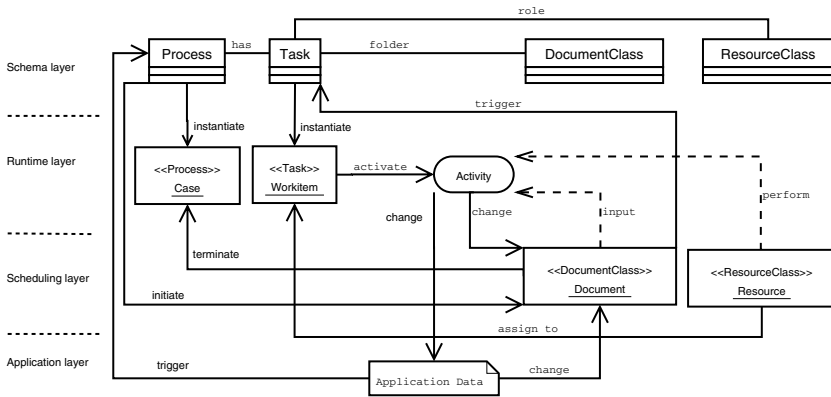 role
has
folder
Process
Task
DocumentClass
ResourceClass
Schema layer
trigger
instantiate
instantiate
Runtime layer
<<Process>>
Case
<<Task>>
Workitem
activate
Activity
perform
change
change
input
terminate
Scheduling layer
<<DocumentClass>>
Document
<<ResourceClass>>
Resource
initiate
assign to
Application layer
trigger
Application Data
change